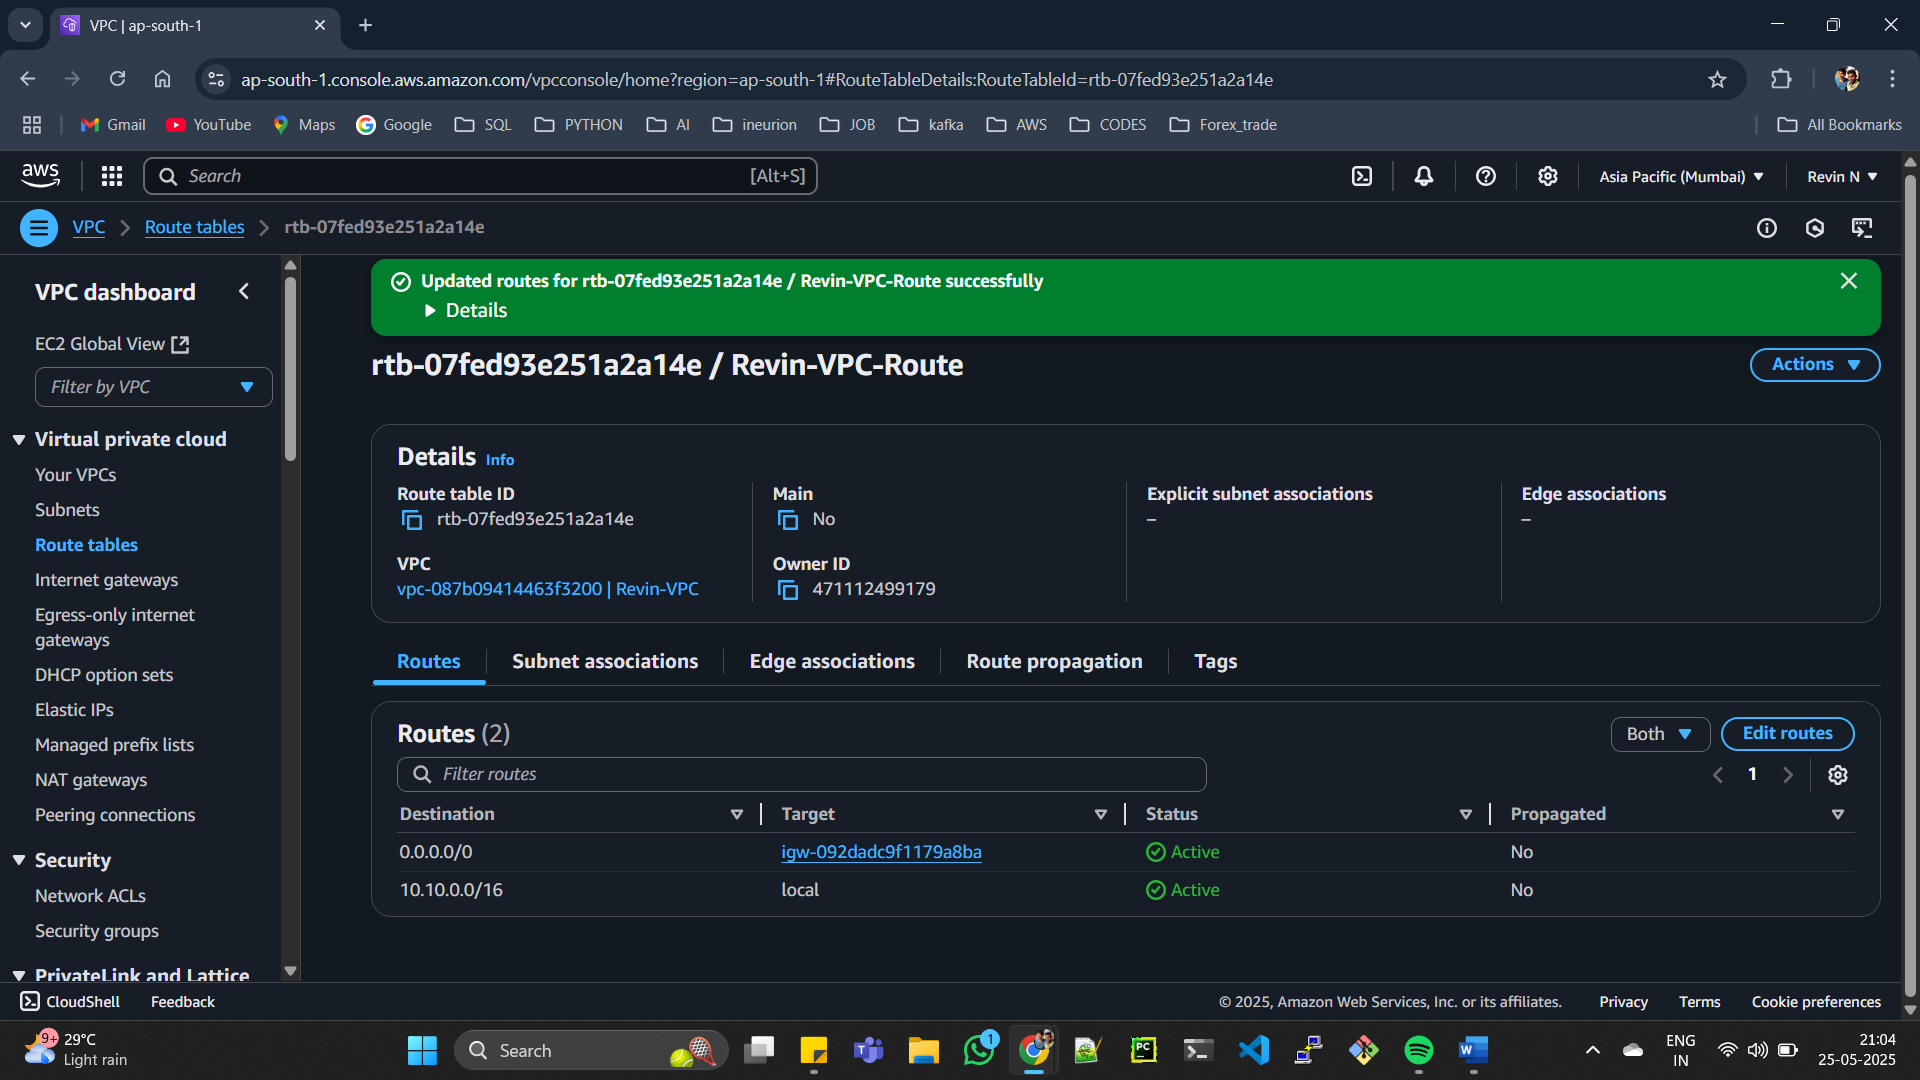 VPC | ap-south-1
ap-south-1.console.aws.amazon.com/vpcconsole/home?region=ap-south-1#RouteTableDetails:RouteTableId=rtb-07fed93e251a2a14e
Gmail YouTube Maps Google SQL PYTHON AI ineurion JOB kafka AWS CODES Forex_trade All Bookmarks
aws Search [Alt+S] Asia Pacific (Mumbai) Revin N
VPC Route tables rtb-07fed93e251a2a14e
VPC dashboard
EC2 Global View
Filter by VPC
Virtual private cloud
Your VPCs
Subnets
Route tables
Internet gateways
Egress-only internet
gateways
DHCP option sets
Elastic IPs
Managed prefix lists
NAT gateways
Peering connections
Security
Network ACLs
Security groups
PrivateLink and Lattice
Updated routes for rtb-07fed93e251a2a14e / Revin-VPC-Route successfully
Details
rtb-07fed93e251a2a14e / Revin-VPC-Route
Actions
Details Info
Route table ID
rtb-07fed93e251a2a14e
Main
No
Explicit subnet associations
–
Edge associations
–
VPC
vpc-087b09414463f3200 | Revin-VPC
Owner ID
471112499179
Routes Subnet associations Edge associations Route propagation Tags
Routes (2)
Both Edit routes
Filter routes
1
Destination Target Status Propagated
0.0.0.0/0 igw-092dadc9f1179a8ba Active No
10.10.0.0/16 local Active No
CloudShell Feedback © 2025, Amazon Web Services, Inc. or its affiliates. Privacy Terms Cookie preferences
9+ 29°C
Light rain
Search
1
ENG
IN
21:04
25-05-2025